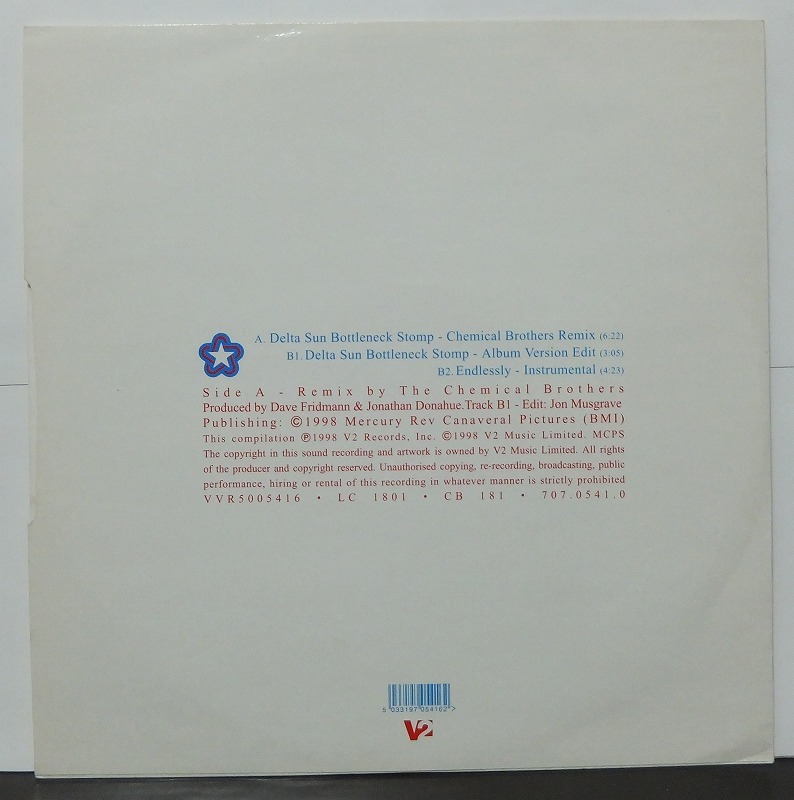 A. Delta Sun Bottleneck Stomp - Chemical Brothers Remix (6:22)
B1. Delta Sun Bottleneck Stomp - Album Version Edit (3:05)
B2. Endlessly - Instrumental (4:23)
Side A - Remix by The Chemical Brothers
Produced by Dave Fridmann & Jonathan Donahue.Track B1 - Edit: Jon Musgrave
Publishing: ©1998 Mercury Rev Canaveral Pictures (BMI)
This compilation ℗1998 V2 Records, Inc. ©1998 V2 Music Limited. MCPS
The copyright in this sound recording and artwork is owned by V2 Music Limited. All rights
of the producer and copyright reserved. Unauthorised copying, re-recording, broadcasting, public
performance, hiring or rental of this recording in whatever manner is strictly prohibited
VVR5005416 • LC 1801 • CB 181 • 707.0541.0
5 033197 054162 >
V2